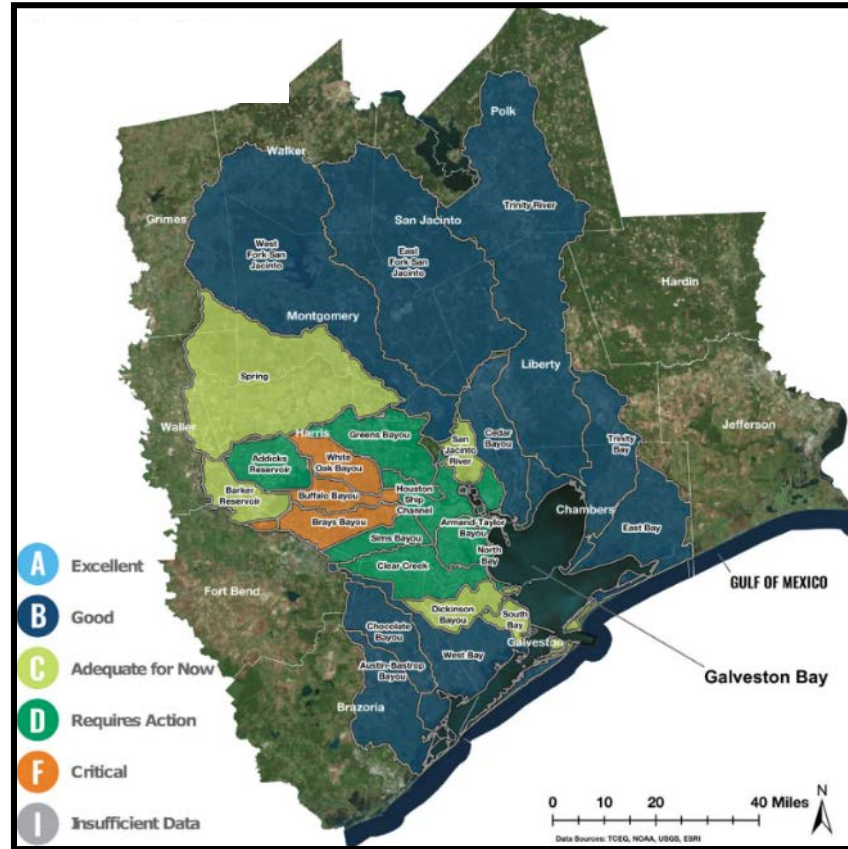 Polk
Walker
Trinity River
San Jacinto
Grimes
West
Fork San
Jacinto
East
Fork San
Jacinto
Hardin
Montgomery
Liberty
Spring
Jefferson
Waller
Harris
Greens Bayou
San
Jacinto
River
Cedar
Bayou
Trinity
Bay
Addicks
Reservoir
White
Oak Bayou
Barker
Reservoir
Buffalo Bayou
Houston
Ship
Channel
Brays Bayou
Armand-Taylor
Bayou
Chambers
East Bay
Sims Bayou
North
Bay
Clear Creek
Fort Bend
GULF OF MEXICO
Dickinson
Bayou
South
Bay
Chocolate
Bayou
Galveston
West Bay
Austin-Bastrop
Bayou
Galveston Bay
Brazoria
A Excellent
B Good
C Adequate for Now
D Requires Action
F Critical
I Insufficient Data
N
0 10 20 40 Miles
Data Sources: TCEQ, NOAA, USGS, ESRI